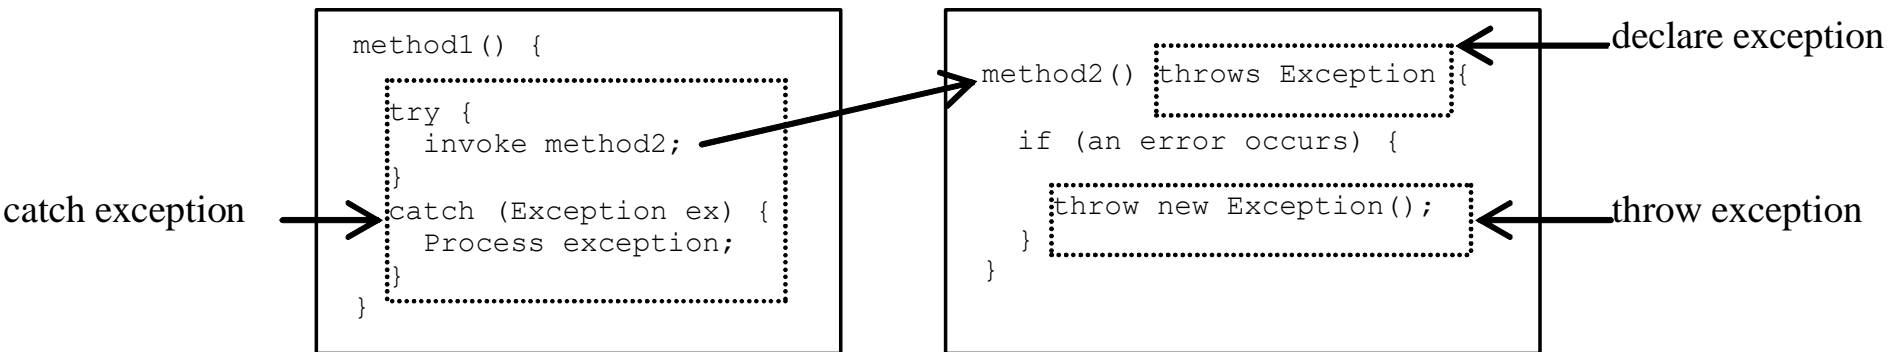 method1() {
try {
invoke method2;
}
catch (Exception ex) {
Process exception;
}
}
catch exception
method2() throws Exception {
if (an error occurs) {
throw new Exception();
}
}
declare exception
throw exception